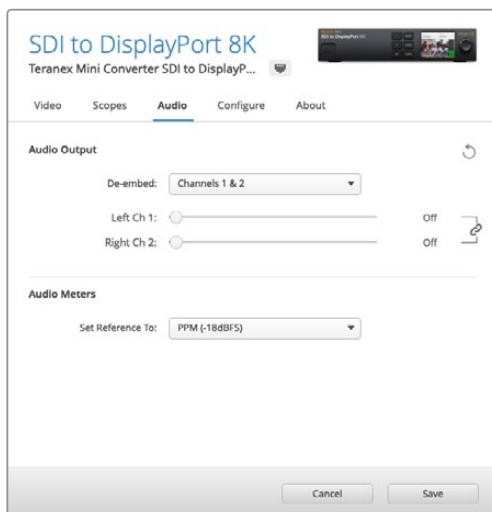 SDI to DisplayPort 8K
Teranex Mini Converter SDI to DisplayP...
Video Scopes Audio Configure About
Audio Output
De-embed: Channels 1 & 2
Left Ch 1: Off
Right Ch 2: Off
Audio Meters
Set Reference To: PPM (-18dBFS)
Cancel Save